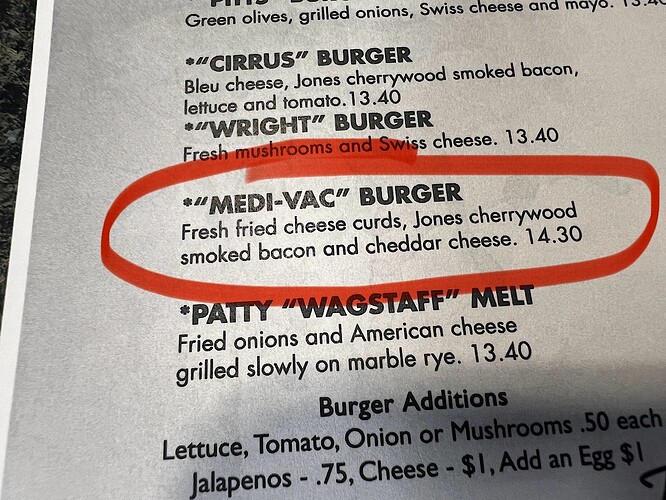 Green olives, grilled onions, Swiss cheese and mayo. 13.40
*“CIRRUS” BURGER
Bleu cheese, Jones cherrywood smoked bacon,
lettuce and tomato.13.40
*“WRIGHT” BURGER
Fresh mushrooms and Swiss cheese. 13.40
*“MEDI-VAC” BURGER
Fresh fried cheese curds, Jones cherrywood
smoked bacon and cheddar cheese. 14.30
*PATTY “WAGSTAFF” MELT
Fried onions and American cheese
grilled slowly on marble rye. 13.40
Burger Additions
Lettuce, Tomato, Onion or Mushrooms .50 each
Jalapenos - .75, Cheese - $1, Add an Egg $1